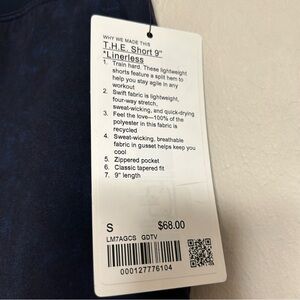 WHY WE MADE THIS
T.H.E. Short 9"
*Linerless
1. Train hard. These lightweight
shorts feature a split hem to
help you stay agile in any
workout
2. Swift fabric is lightweight,
four-way stretch,
sweat-wicking, and quick-drying
3. Feel the love—100% of the
polyester in this fabric is
recycled
4. Sweat-wicking, breathable
fabric in gusset helps keep you
cool
5. Zippered pocket
6. Classic tapered fit
7. 9" length
S $68.00
LM7AGCS GDTV
000127776104